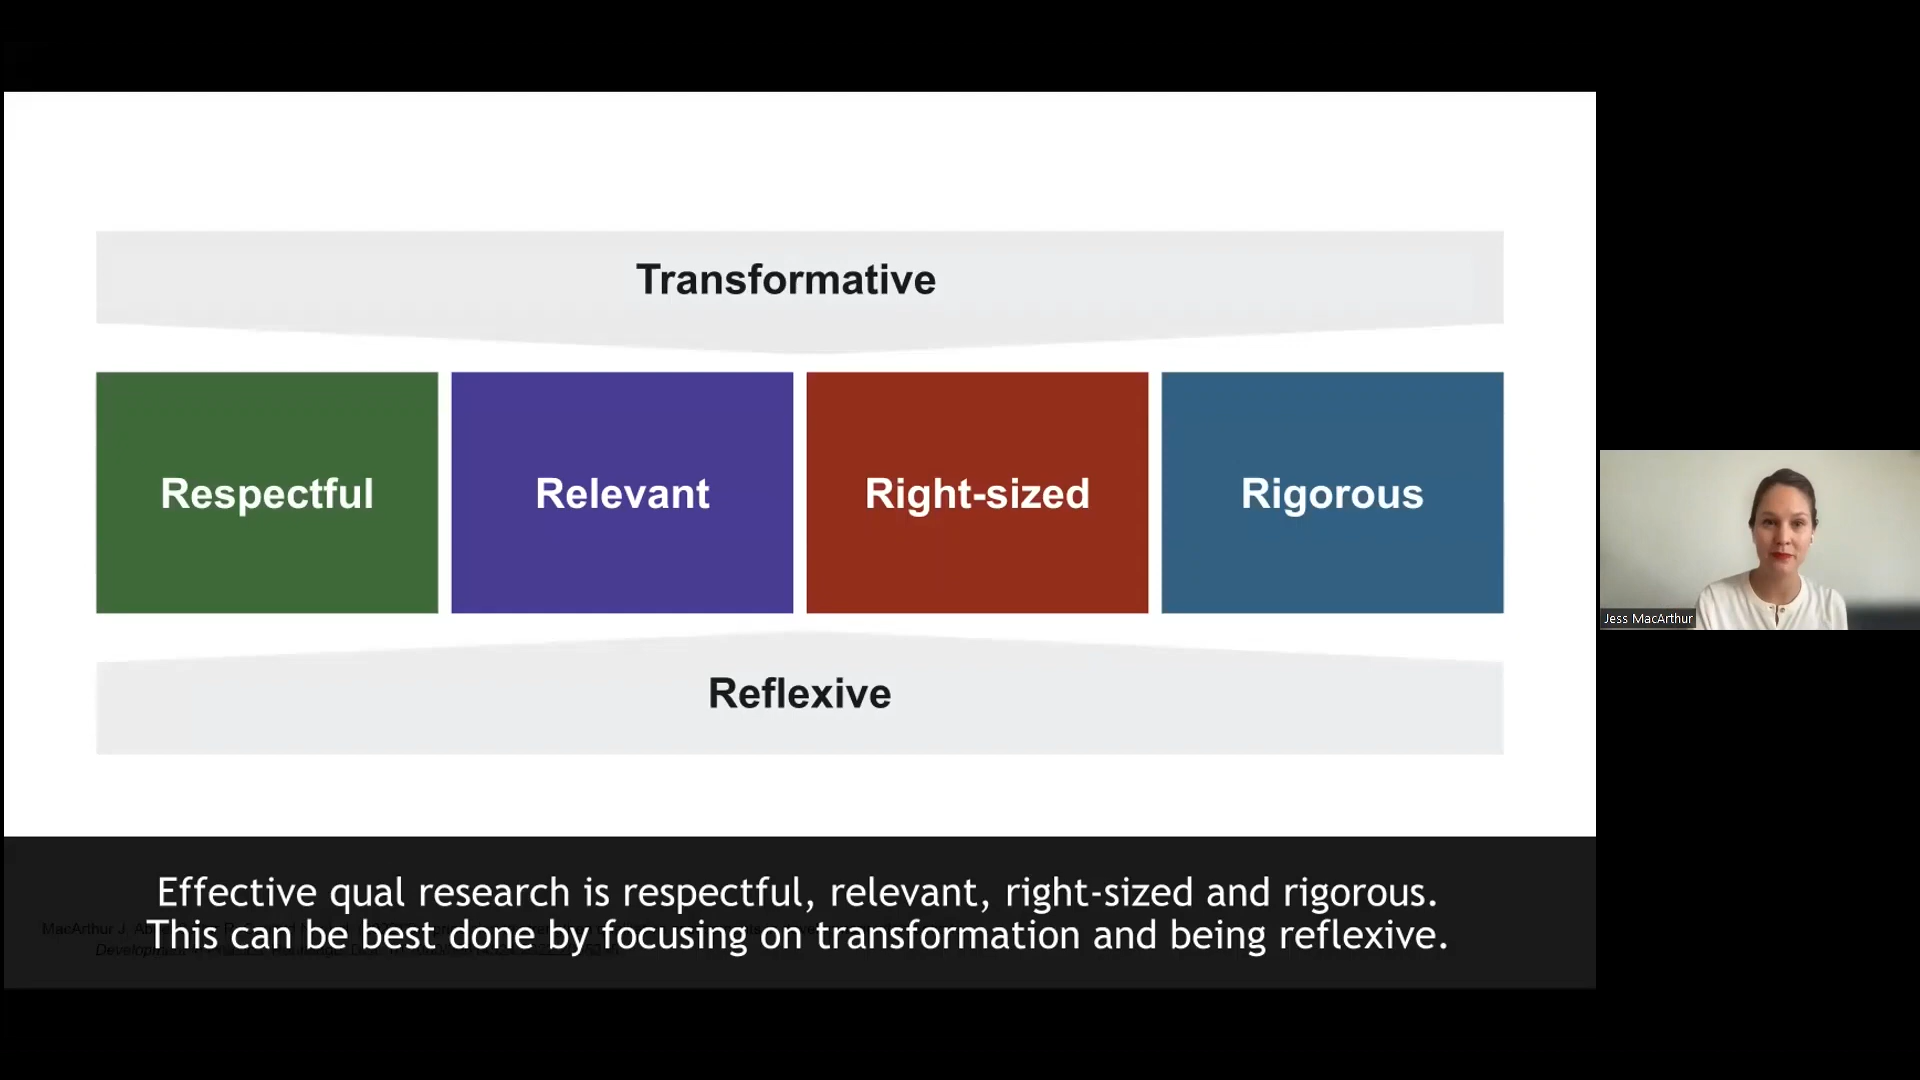 Transformative
Respectful
Relevant
Right-sized
Rigorous
Reflexive
Effective qual research is respectful, relevant, right-sized and rigorous.
This can be best done by focusing on transformation and being reflexive.
MacArthur J.
Jess MacArthur